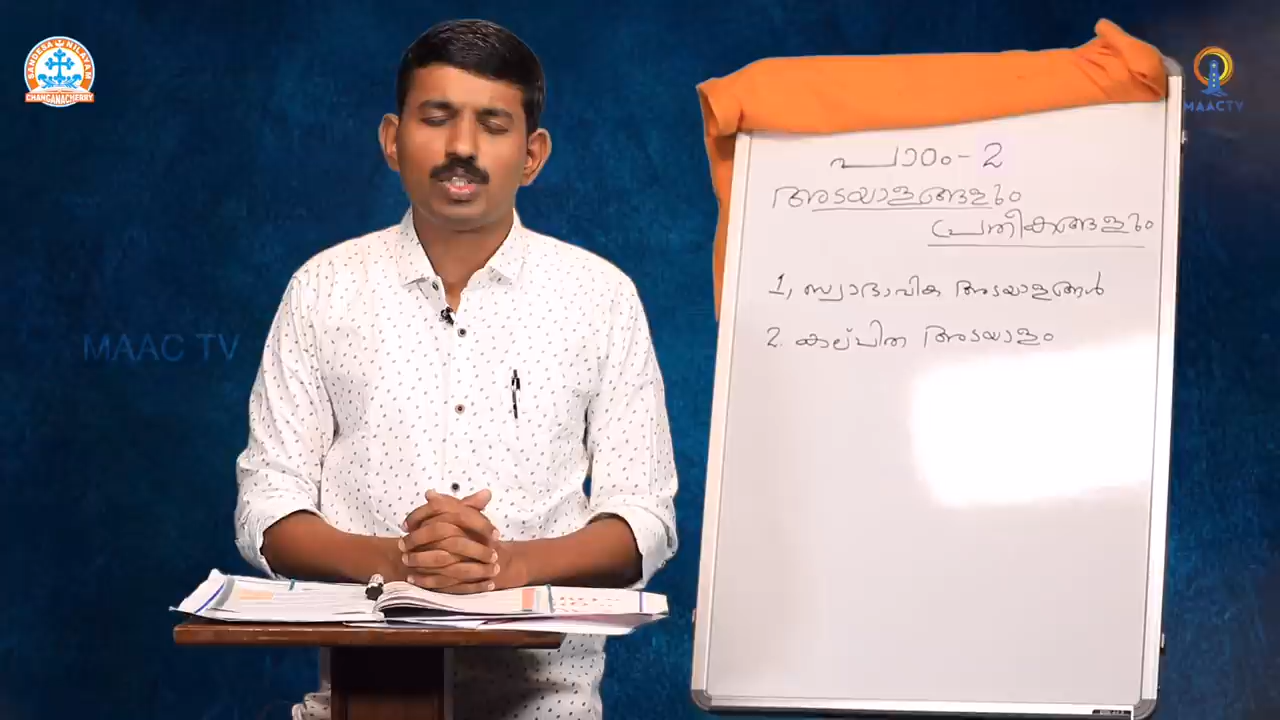 SANDESA NILAYAM
CHANGANACHERRY
MAAC TV
MAACTV
പാഠം-2
അടയാളങ്ങളും
പ്രതീകങ്ങളും
1, സ്വാഭാവിക അടയാളങ്ങൾ
2. കല്പിത അടയാളം